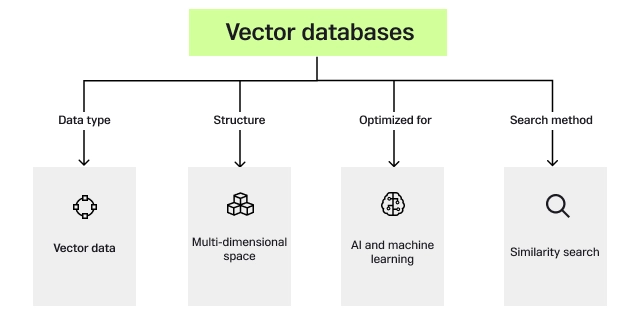 Vector databases
Data type
Structure
Optimized for
Search method
Vector data
Multi-dimensional
space
AI and machine
learning
Similarity search